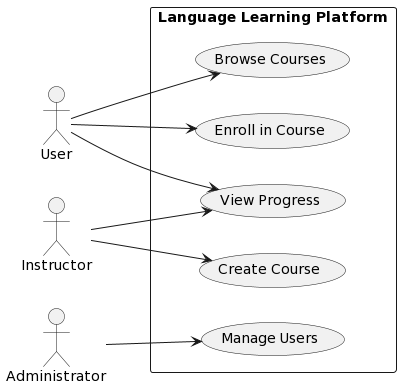 Language Learning Platform
Browse Courses
Enroll in Course
User
View Progress
Instructor
Create Course
Manage Users
Administrator